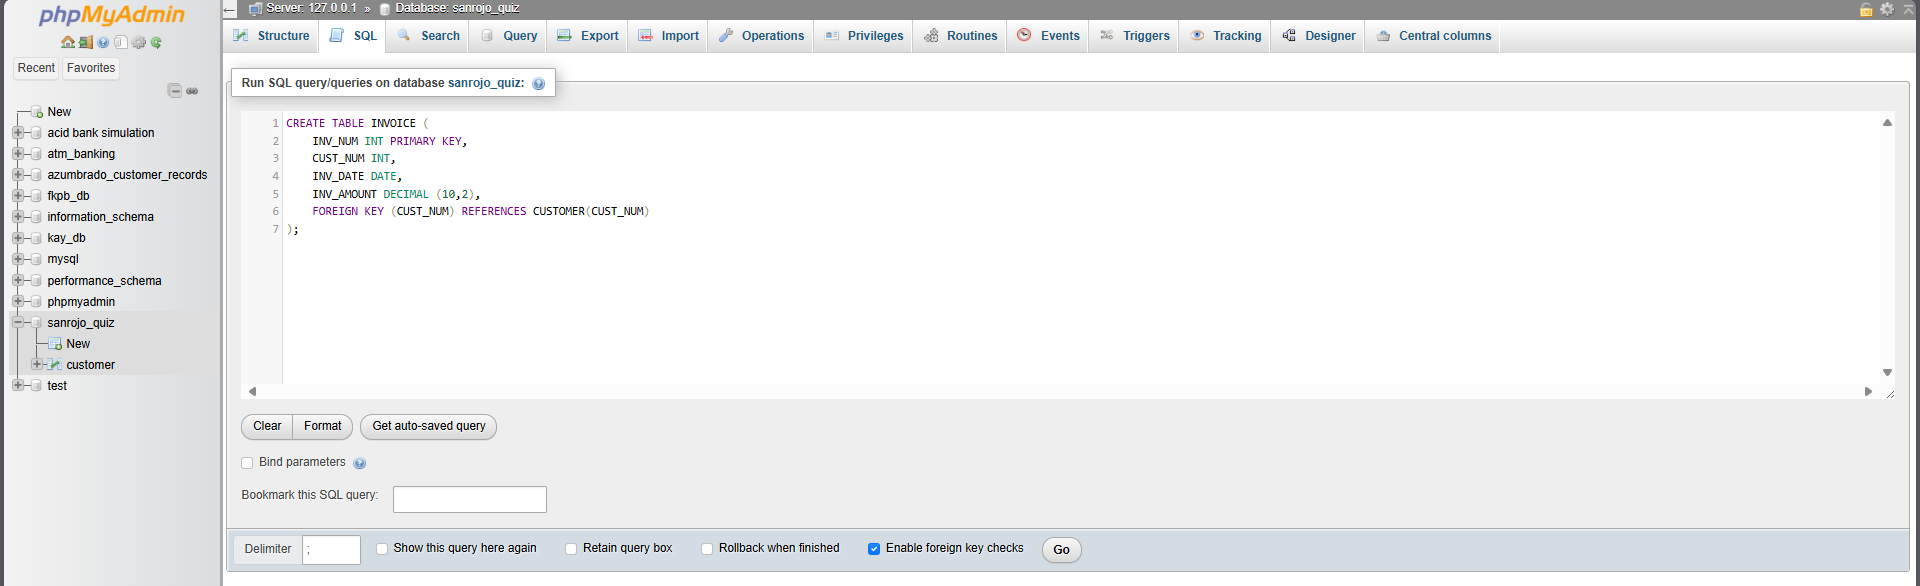 phpMyAdmin
Recent Favorites
New
acid bank simulation
atm_banking
azumbrado_customer_records
fkpb_db
information_schema
kay_db
mysql
performance_schema
phpmyadmin
sanrojo_quiz
New
customer
test
Server: 127.0.0.1 » Database: sanrojo_quiz
Structure SQL Search Query Export Import Operations Privileges Routines Events Triggers Tracking Designer Central columns
Run SQL query/queries on database sanrojo_quiz:
1 CREATE TABLE INVOICE (
2 INV_NUM INT PRIMARY KEY,
3 CUST_NUM INT,
4 INV_DATE DATE,
5 INV_AMOUNT DECIMAL (10,2),
6 FOREIGN KEY (CUST_NUM) REFERENCES CUSTOMER(CUST_NUM)
7 );
Clear Format Get auto-saved query
Bind parameters
Bookmark this SQL query:
Delimiter ; Show this query here again Retain query box Rollback when finished Enable foreign key checks Go